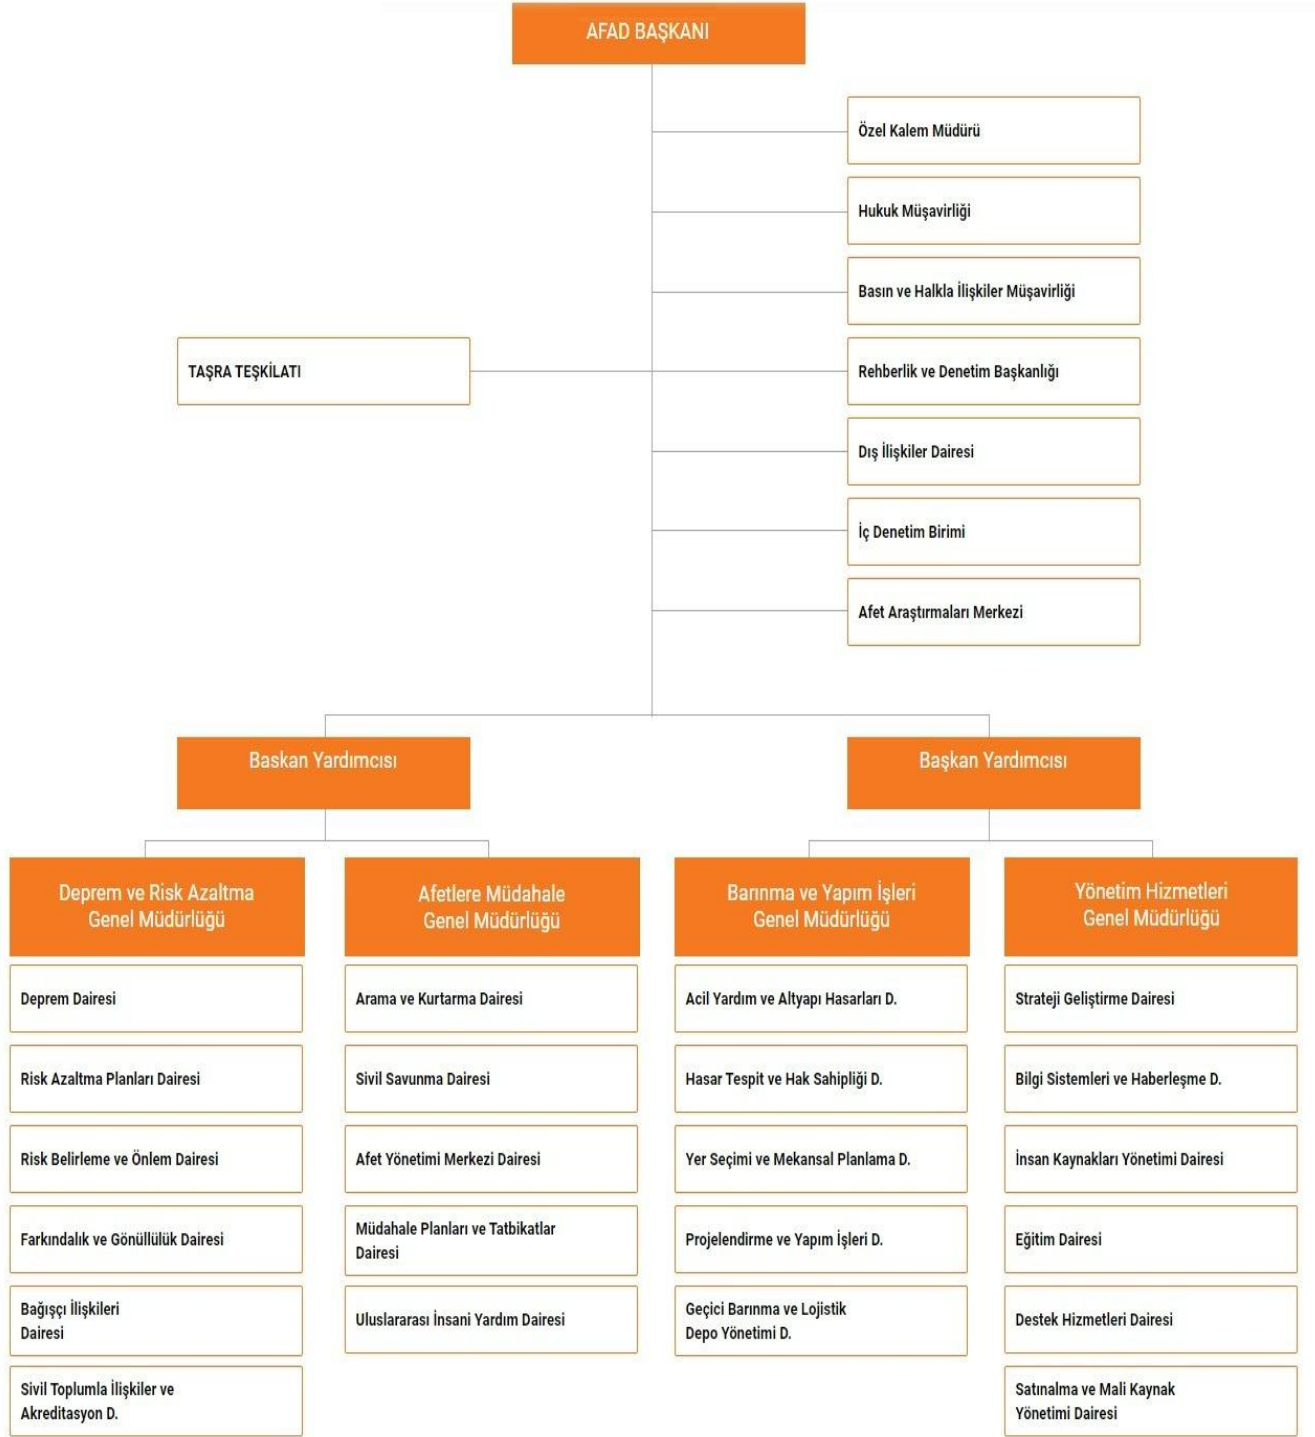 AFAD BAŞKANI
Özel Kalem Müdürü
Hukuk Müşavirliği
Basın ve Halkla İlişkiler Müşavirliği
TAŞRA TEŞKİLATI
Rehberlik ve Denetim Başkanlığı
Dış İlişkiler Dairesi
İç Denetim Birimi
Afet Araştırmaları Merkezi
Baskan Yardımcısı
Başkan Yardımcısı
Deprem ve Risk Azaltma
Genel Müdürlüğü
Deprem Dairesi
Risk Azaltma Planları Dairesi
Risk Belirleme ve Önlem Dairesi
Farkındalık ve Gönüllülük Dairesi
Bağışçı İlişkileri
Dairesi
Sivil Toplumla İlişkiler ve
Akreditasyon D.
Afetlere Müdahale
Genel Müdürlüğü
Arama ve Kurtarma Dairesi
Sivil Savunma Dairesi
Afet Yönetimi Merkezi Dairesi
Müdahale Planları ve Tatbikatlar
Dairesi
Uluslararası İnsani Yardım Dairesi
Barınma ve Yapım İşleri
Genel Müdürlüğü
Acil Yardım ve Altyapı Hasarları D.
Hasar Tespit ve Hak Sahipliği D.
Yer Seçimi ve Mekansal Planlama D.
Projelendirme ve Yapım İşleri D.
Geçici Barınma ve Lojistik
Depo Yönetimi D.
Yönetim Hizmetleri
Genel Müdürlüğü
Strateji Geliştirme Dairesi
Bilgi Sistemleri ve Haberleşme D.
İnsan Kaynakları Yönetimi Dairesi
Eğitim Dairesi
Destek Hizmetleri Dairesi
Satınalma ve Mali Kaynak
Yönetimi Dairesi